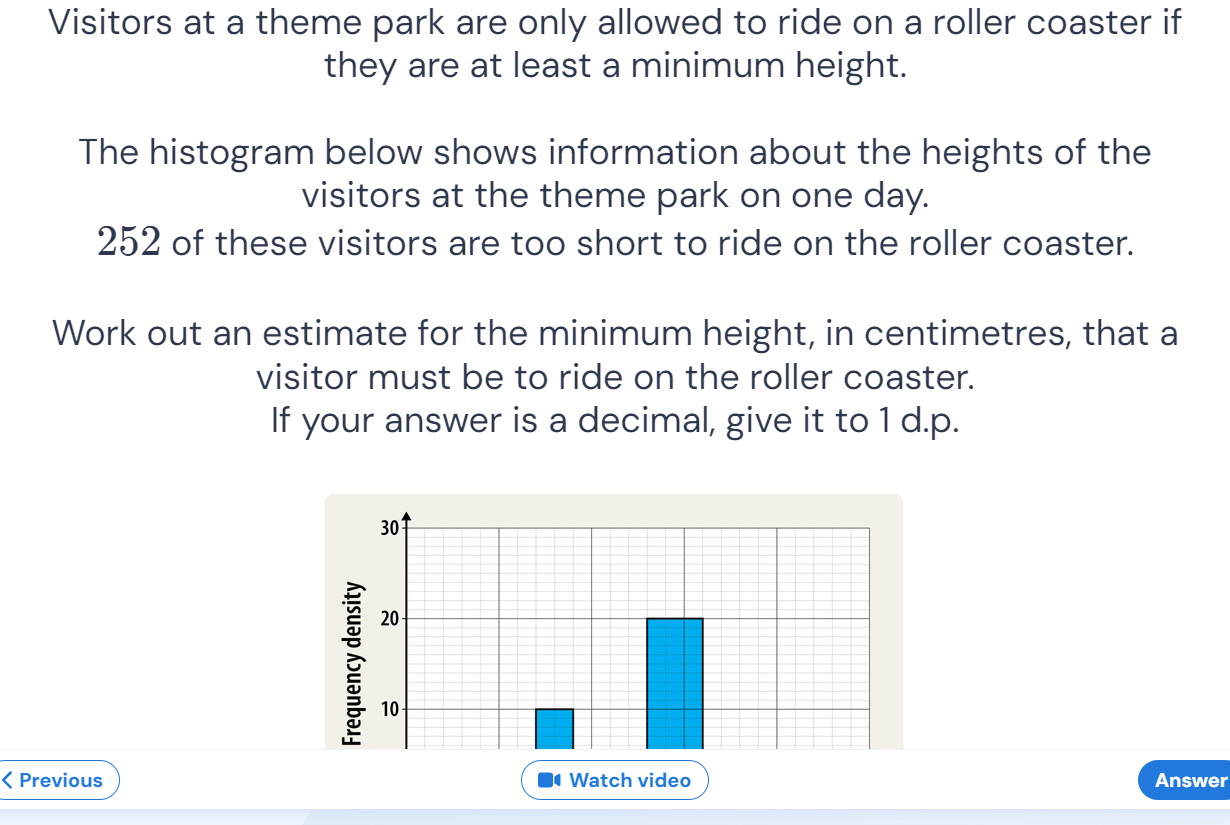 Visitors at a theme park are only allowed to ride on a roller coaster if
they are at least a minimum height.
The histogram below shows information about the heights of the
visitors at the theme park on one day.
252 of these visitors are too short to ride on the roller coaster.
Work out an estimate for the minimum height, in centimetres, that a
visitor must be to ride on the roller coaster.
If your answer is a decimal, give it to 1 d.p.
30
Frequency density
20
10
Previous
Watch video
Answer